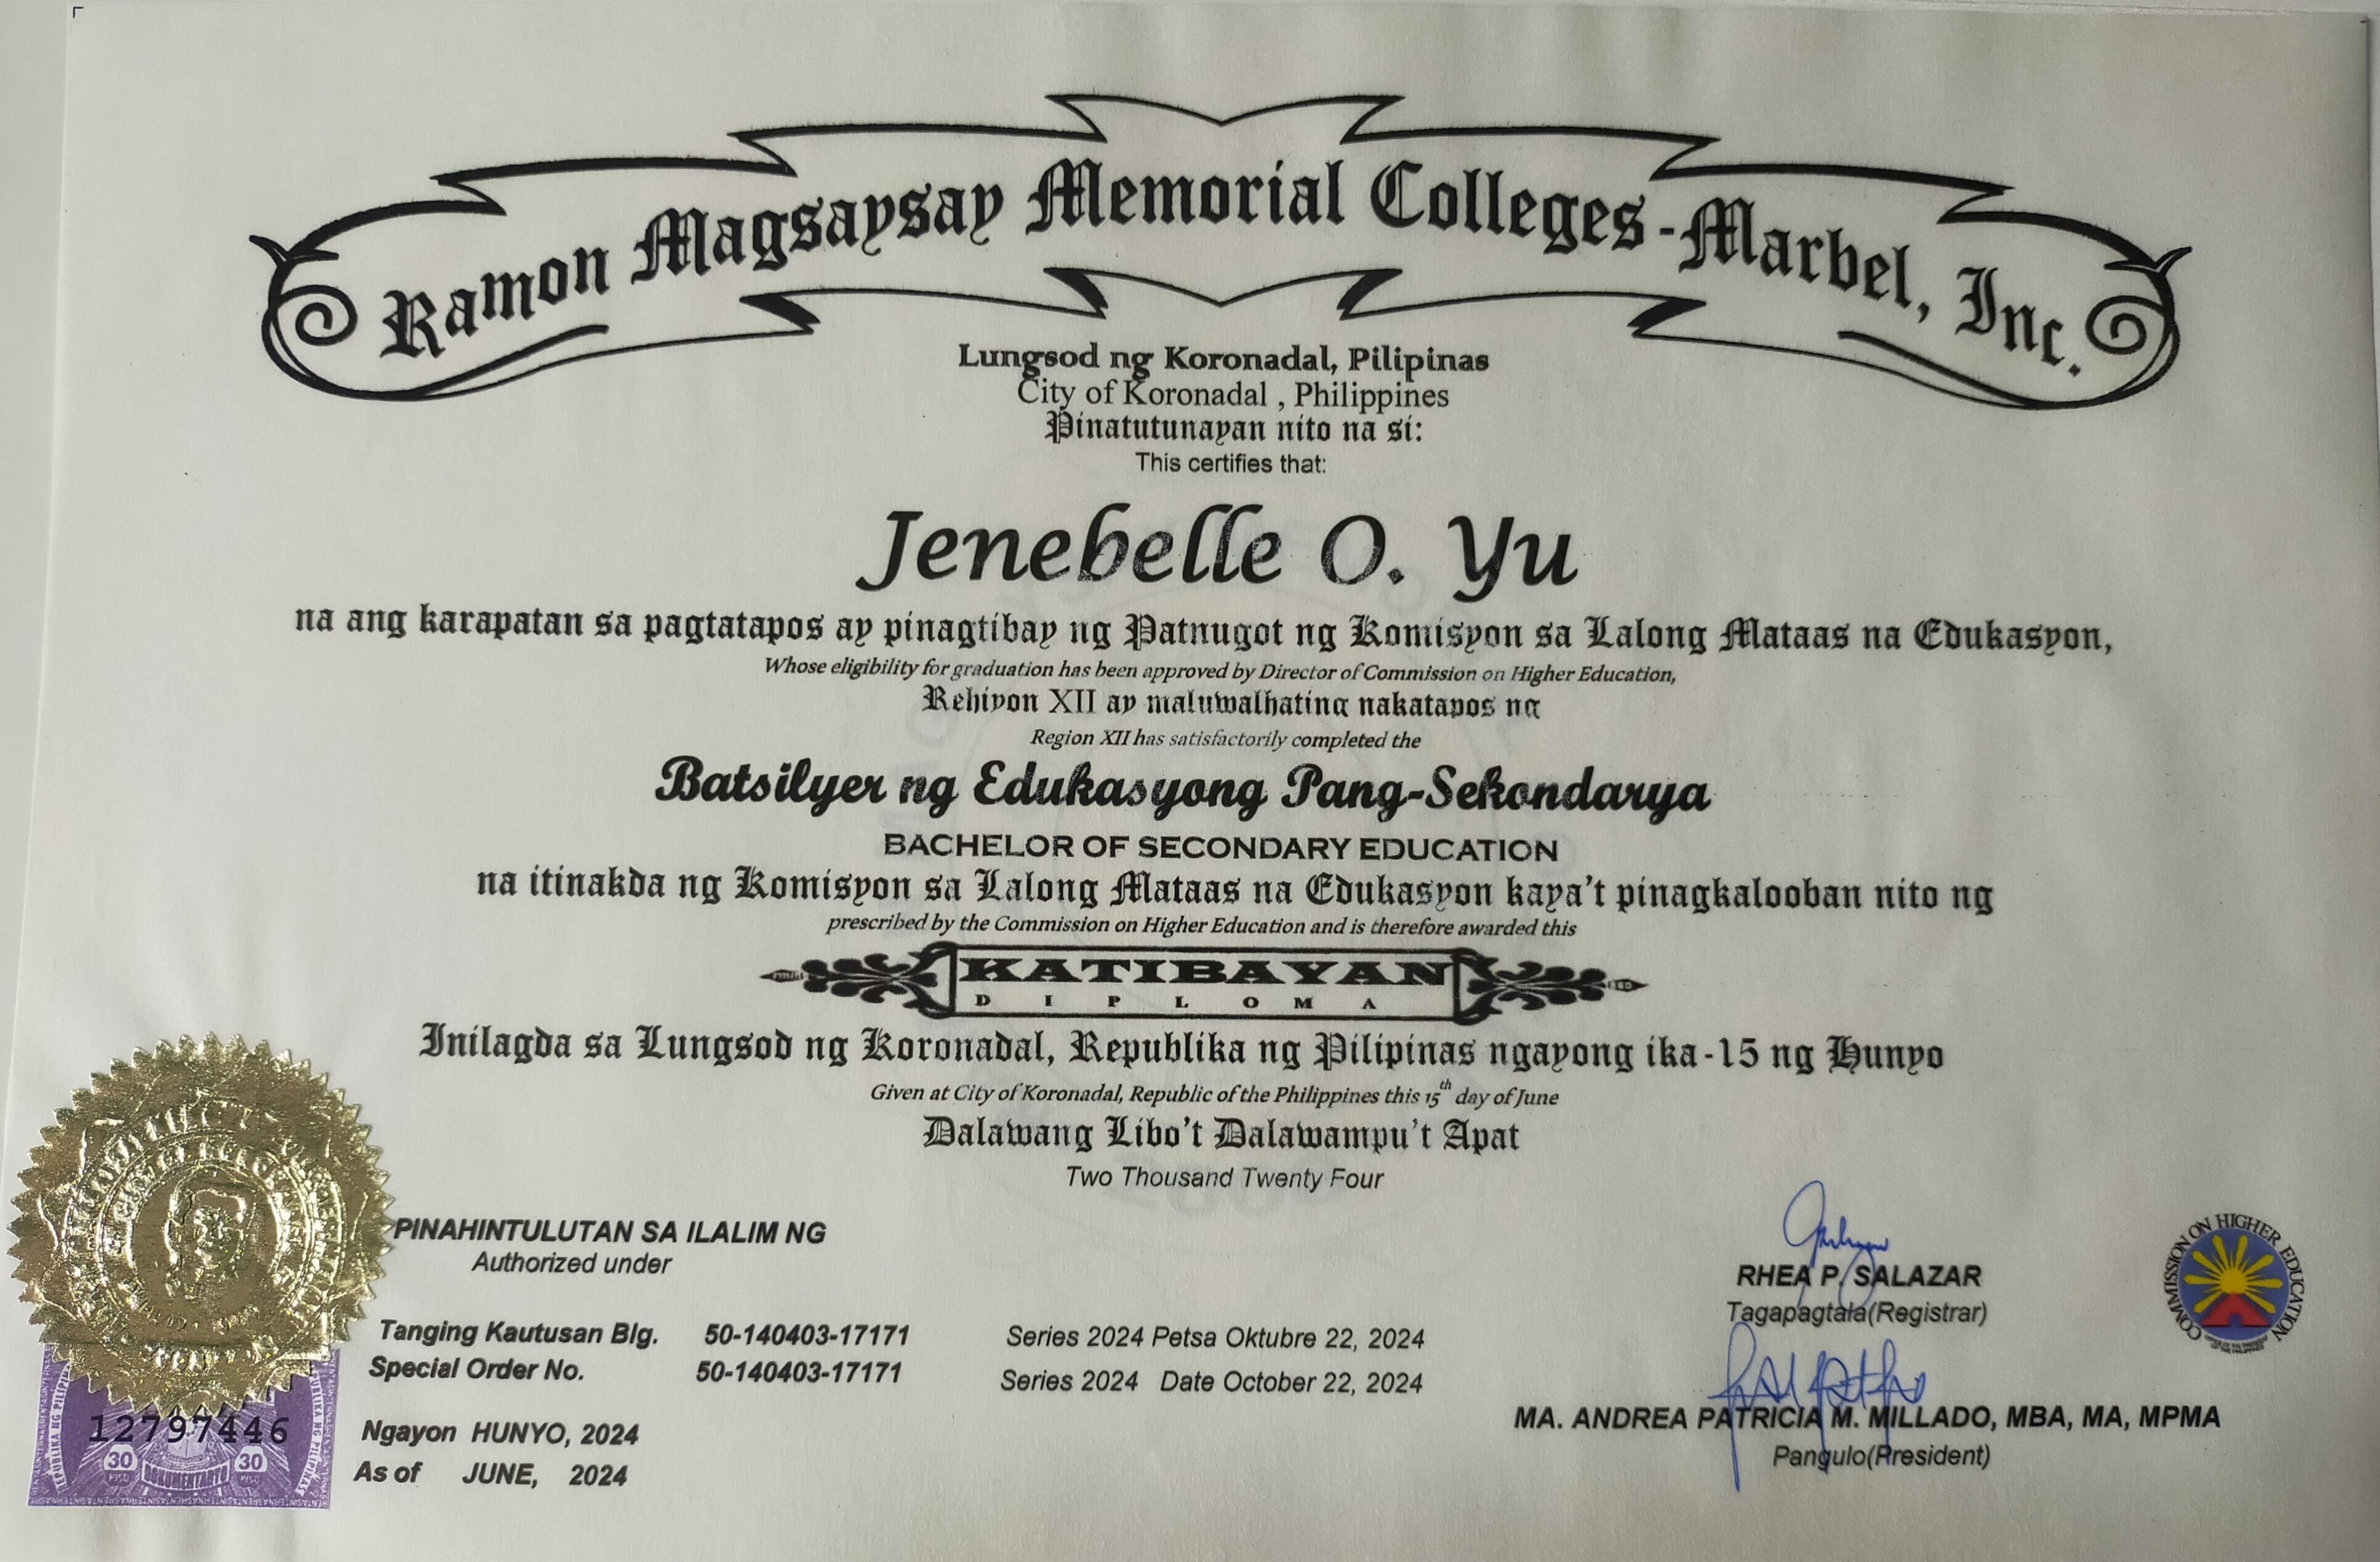 Ramon Magsaysay Memorial Colleges-Marbel, Inc.
Lungsod ng Koronadal, Pilipinas
City of Koronadal , Philippines
Pinatutunayan nito na si:
This certifies that:
Jenebelle O. Yu
na ang karapatan sa pagtatapos ay pinagtibay ng Patnugot ng Komisyon sa Lalong Mataas na Edukasyon,
Whose eligibility for graduation has been approved by Director of Commission on Higher Education,
Rehiyon XII ay maluwalhating nakatapos ng
Region XII has satisfactorily completed the
Batsilyer ng Edukasyong Pang-Sekondarya
BACHELOR OF SECONDARY EDUCATION
na itinakda ng Komisyon sa Lalong Mataas na Edukasyon kaya't pinagkalooban nito ng
prescribed by the Commission on Higher Education and is therefore awarded this
KATIBAYAN
DIPLOMA
Inilagda sa Lungsod ng Koronadal, Republika ng Pilipinas ngayong ika-15 ng Hunyo
Given at City of Koronadal, Republic of the Philippines this 15th day of June
Dalawang Libo't Dalawampu't Apat
Two Thousand Twenty Four
PINAHINTULUTAN SA ILALIM NG
Authorized under
Tanging Kautusan Blg. 50-140403-17171 Series 2024 Petsa Oktubre 22, 2024
Special Order No. 50-140403-17171 Series 2024 Date October 22, 2024
Ngayon HUNYO, 2024
As of JUNE, 2024
RHEA P. SALAZAR
Tagapagtala(Registrar)
MA. ANDREA PATRICIA M. MILLADO, MBA, MA, MPMA
Pangulo(President)
COMMISSION ON HIGHER EDUCATION
12797446
30 30
PISO PISO
DOKUMENTARYO